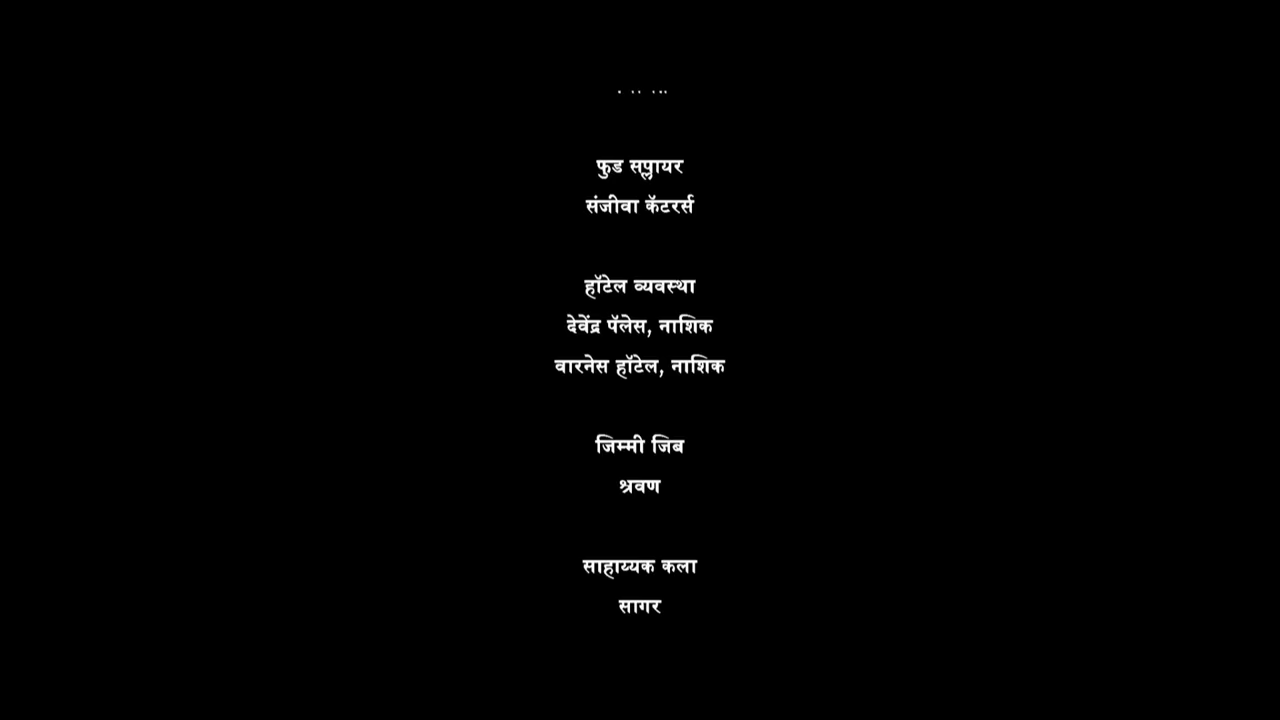 फुड सप्लायर
संजीवा कॅटरर्स
हॉटेल व्यवस्था
देवेंद्र पॅलेस, नाशिक
वारनेस हॉटेल, नाशिक
जिम्मी जिब
श्रवण
साहाय्यक कला
सागर